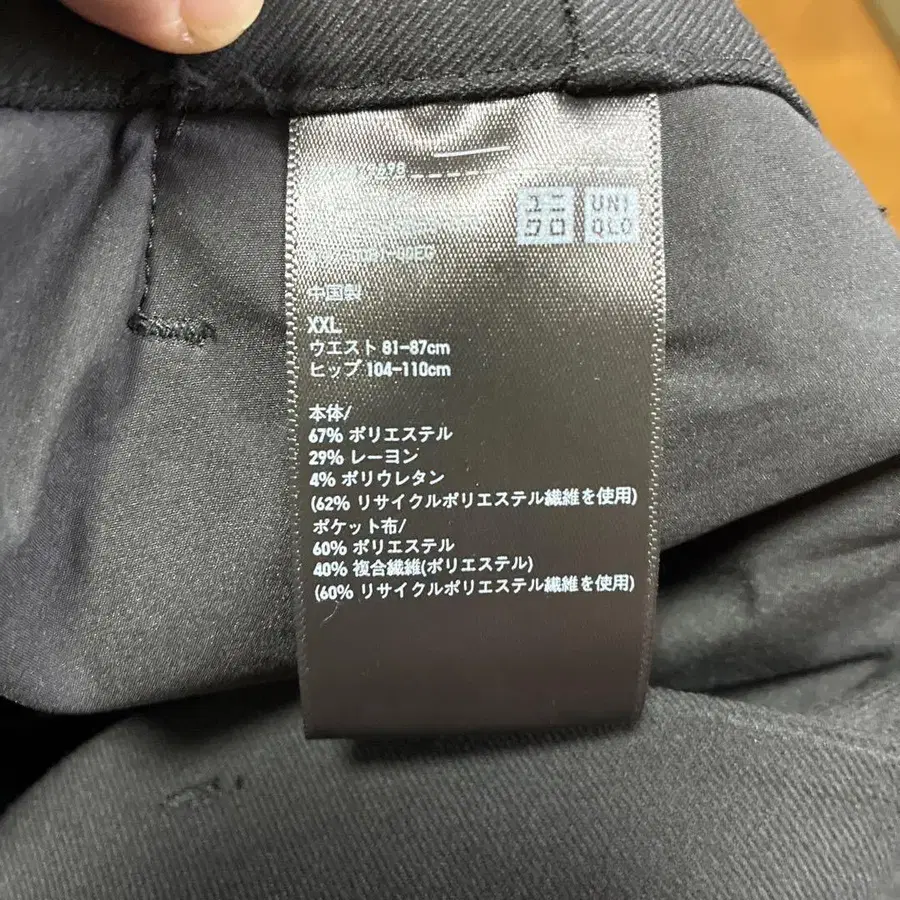 ユニ
クロ
UNI
QLO
中国製
XXL
ウエスト 81-87cm
ヒップ 104-110cm
本体/
67% ポリエステル
29% レーヨン
4% ポリウレタン
(62% リサイクルポリエステル繊維を使用)
ポケット布/
60% ポリエステル
40% 複合繊維(ポリエステル)
(60% リサイクルポリエステル繊維を使用)